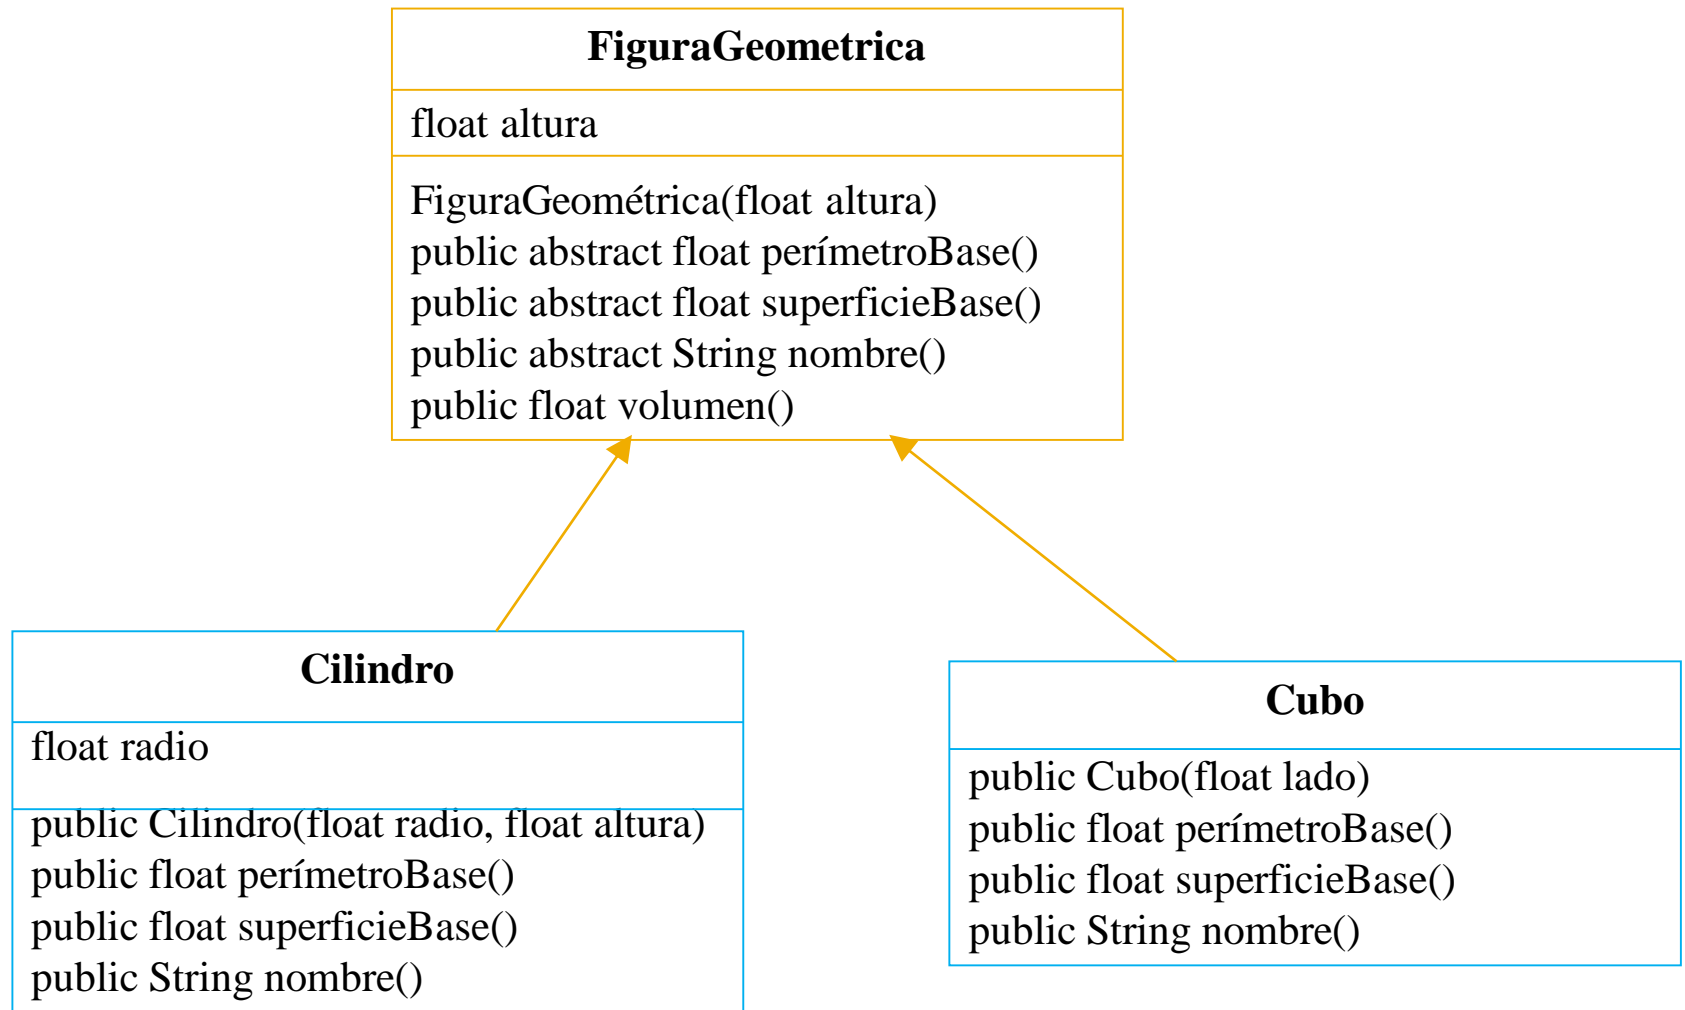 FiguraGeometrica
float altura
FiguraGeométrica(float altura)
public abstract float perímetroBase()
public abstract float superficieBase()
public abstract String nombre()
public float volumen()
Cilindro
float radio
public Cilindro(float radio, float altura)
public float perímetroBase()
public float superficieBase()
public String nombre()
Cubo
public Cubo(float lado)
public float perímetroBase()
public float superficieBase()
public String nombre()